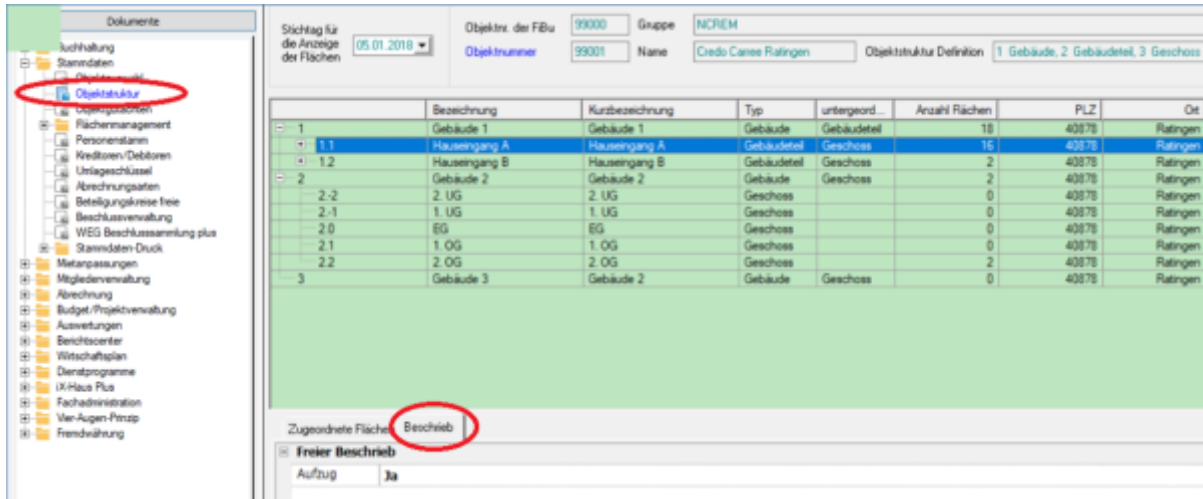 Dokumente
Buchhaltung
Stammdaten
Objektstruktur
Flächenmanagement
Personenstamm
Kreditoren/Debitoren
Umlageschlüssel
Abrechnungsarten
Beteiligungskreise freie
Beschlussverwaltung
WEG Beschlusssammlung plus
Stammdaten-Druck
Mietanpassungen
Mitgliederverwaltung
Abrechnung
Budget/Projektverwaltung
Auswertungen
Berichtscenter
Wirtschaftsplan
Dienstprogramme
iX-Haus Plus
Fachadministration
Vier-Augen-Prinzip
Fremdwährung
Stichtag für
die Anzeige
der Flächen
05.01.2018
Objektnr. der FiBu 99000 Gruppe NCREM
Objektnummer 99001 Name Credo Carree Ratingen Objektstruktur Definition 1 Gebäude, 2 Gebäudeteil, 3 Geschoss
Bezeichnung Kurzbezeichnung Typ untergeord... Anzahl Flächen PLZ Ort
1 Gebäude 1 Gebäude 1 Gebäude Gebäudeteil 18 40878 Ratingen
1.1 Hauseingang A Hauseingang A Gebäudeteil Geschoss 16 40878 Ratingen
1.2 Hauseingang B Hauseingang B Gebäudeteil Geschoss 2 40878 Ratingen
2 Gebäude 2 Gebäude 2 Gebäude Geschoss 2 40878 Ratingen
2.-2 2. UG 2. UG Geschoss 0 40878 Ratingen
2.-1 1. UG 1. UG Geschoss 0 40878 Ratingen
2.0 EG EG Geschoss 0 40878 Ratingen
2.1 1. OG 1. OG Geschoss 0 40878 Ratingen
2.2 2. OG 2. OG Geschoss 2 40878 Ratingen
3 Gebäude 3 Gebäude 2 Gebäude Geschoss 0 40878 Ratingen
Zugeordnete Flächen Beschrieb
Freier Beschrieb
Aufzug Ja